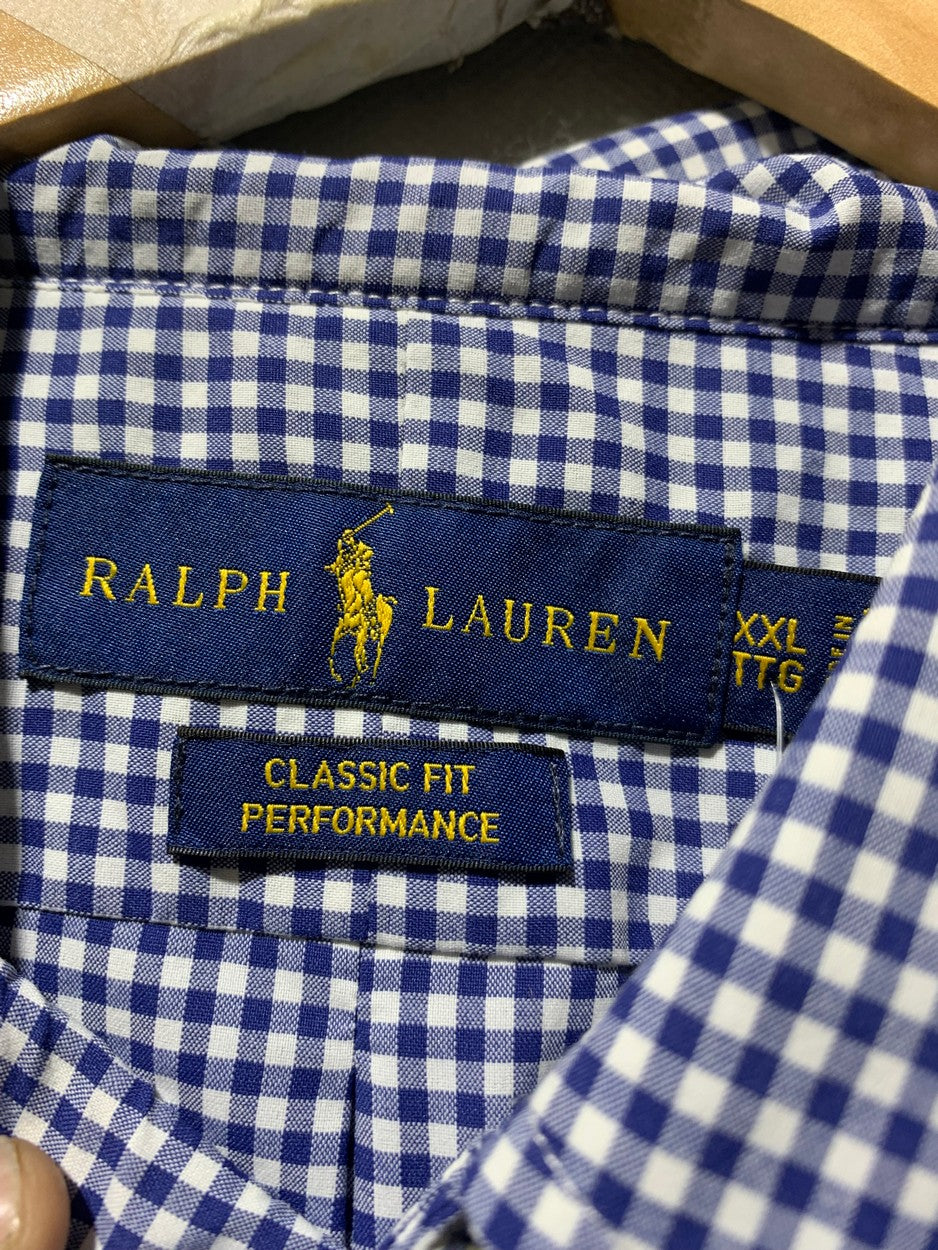 RALPH LAUREN
XXL
TTG
CLASSIC FIT
PERFORMANCE